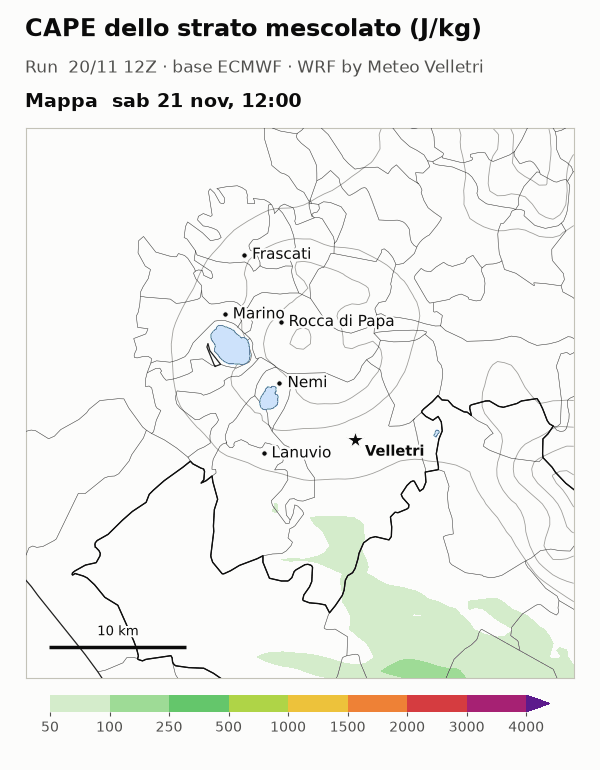 CAPE dello strato mescolato (J/kg)
Run  20/11 12Z · base ECMWF · WRF by Meteo Velletri
Mappa  sab 21 nov, 12:00
Frascati
Marino
Rocca di Papa
Nemi
Velletri
Lanuvio
10 km
50 100 250 500 1000 1500 2000 3000 4000